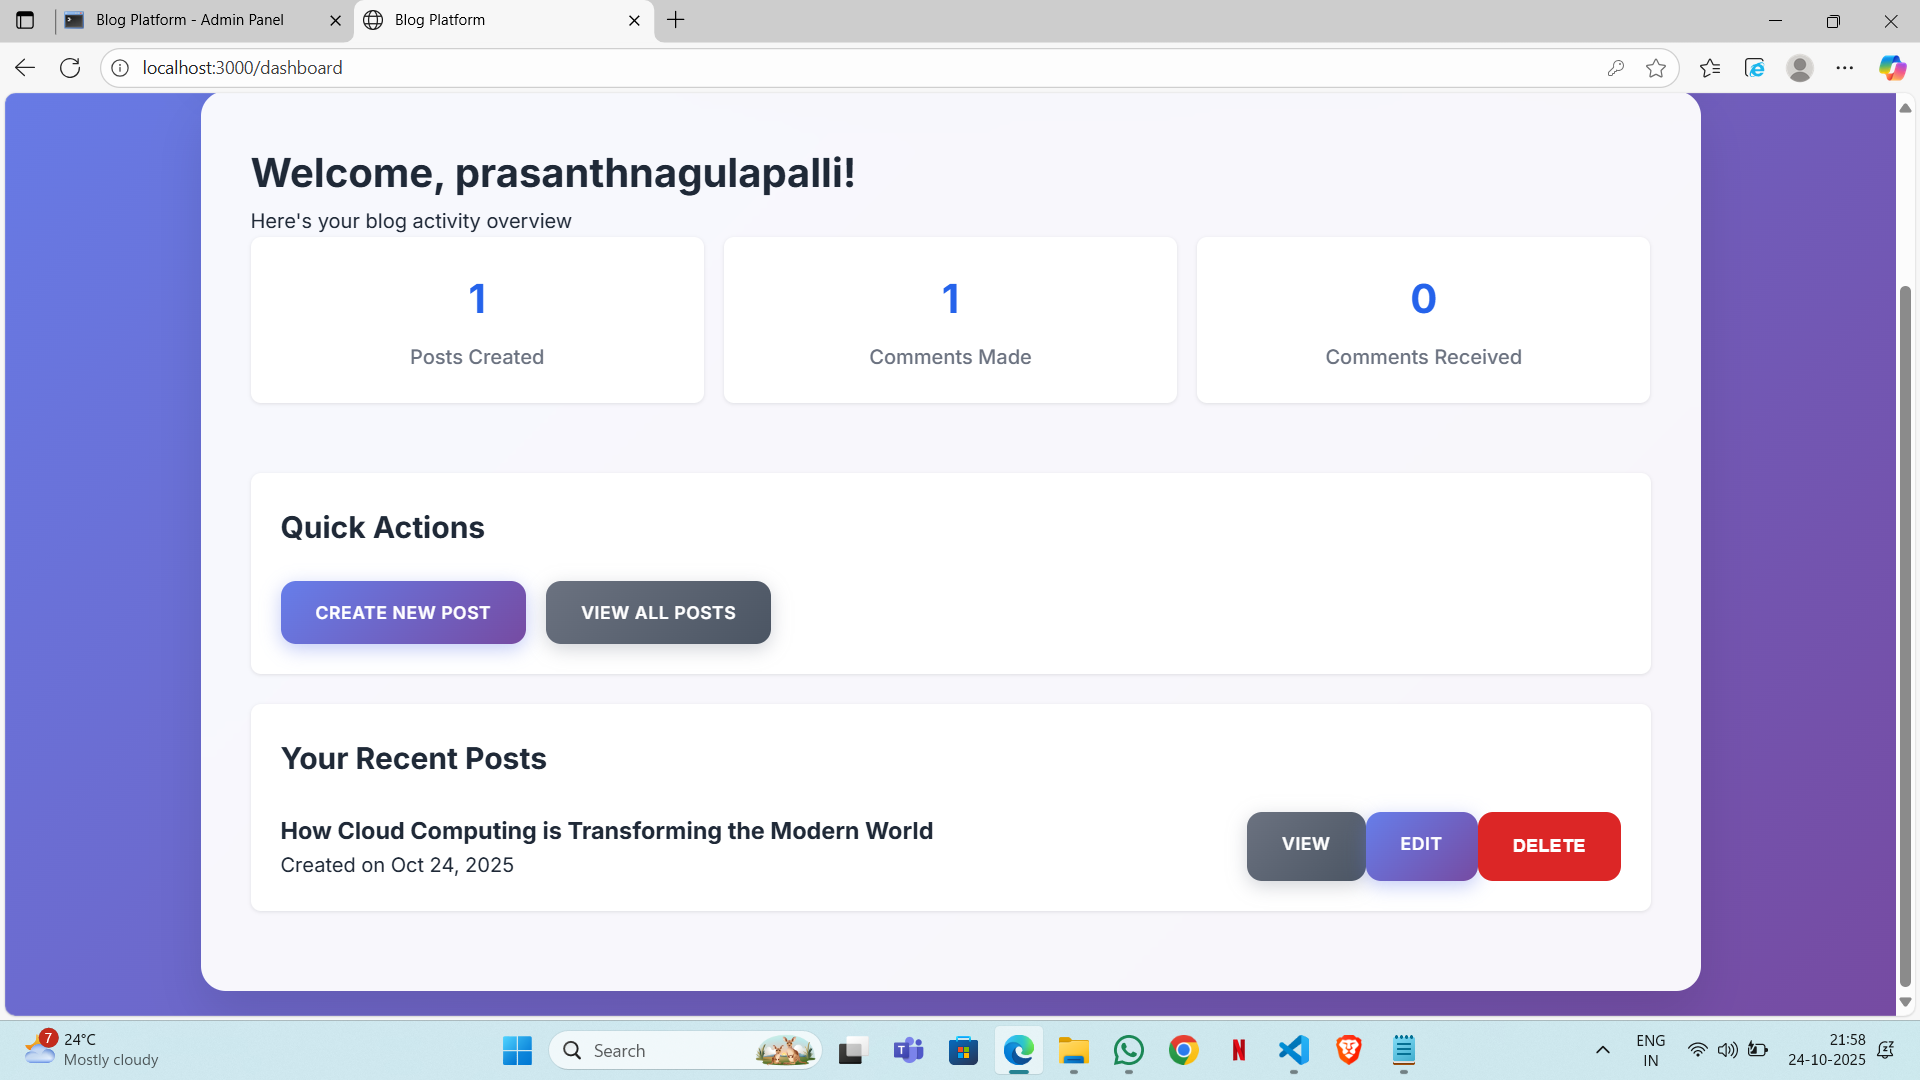 Blog Platform - Admin Panel
Blog Platform
localhost:3000/dashboard
Welcome, prasanthnagulapalli!
Here's your blog activity overview
1
Posts Created
1
Comments Made
0
Comments Received
Quick Actions
CREATE NEW POST
VIEW ALL POSTS
Your Recent Posts
How Cloud Computing is Transforming the Modern World
Created on Oct 24, 2025
VIEW
EDIT
DELETE
7
24°C
Mostly cloudy
Search
N
ENG
IN
21:58
24-10-2025